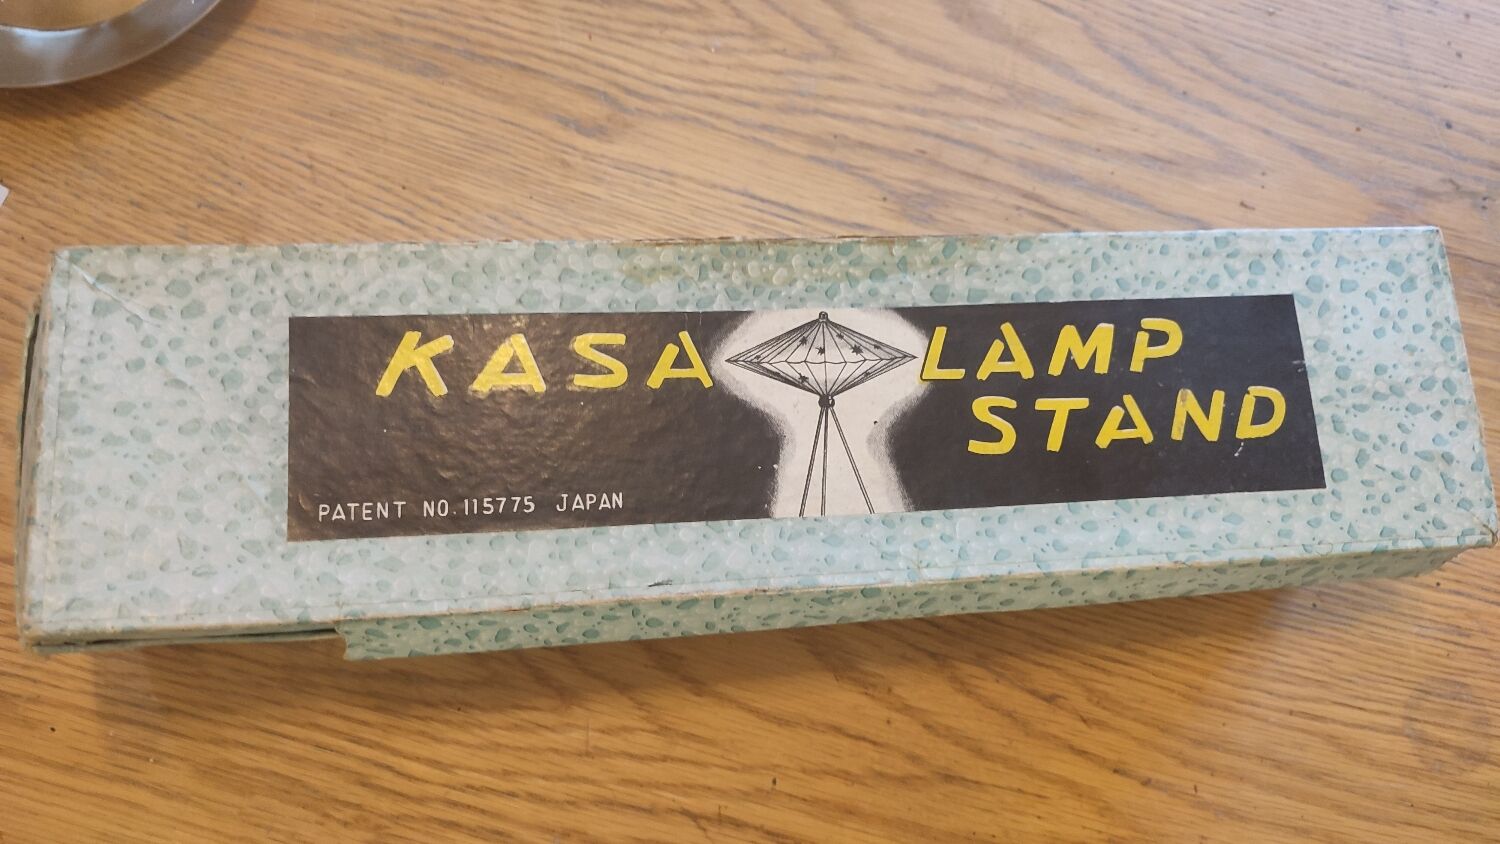 KASA LAMP
STAND
PATENT NO. 115775 JAPAN